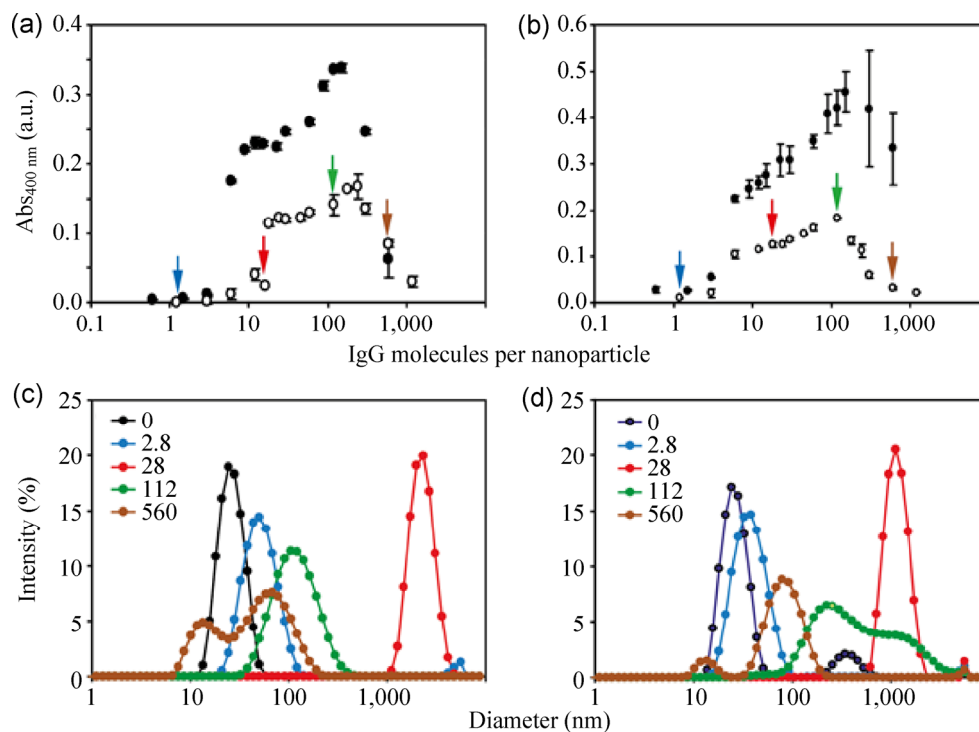 (a)
0.4
0.3
0.2
0.1
0.0
0.1 1 10 100 1,000
Abs400 nm (a.u.)
(b)
0.6
0.5
0.4
0.3
0.2
0.1
0.0
0.1 1 10 100 1,000
IgG molecules per nanoparticle
(c)
25
20
15
10
5
0
1 10 100 1,000
0
2.8
28
112
560
Intensity (%)
(d)
25
20
15
10
5
0
1 10 100 1,000
0
2.8
28
112
560
Diameter (nm)